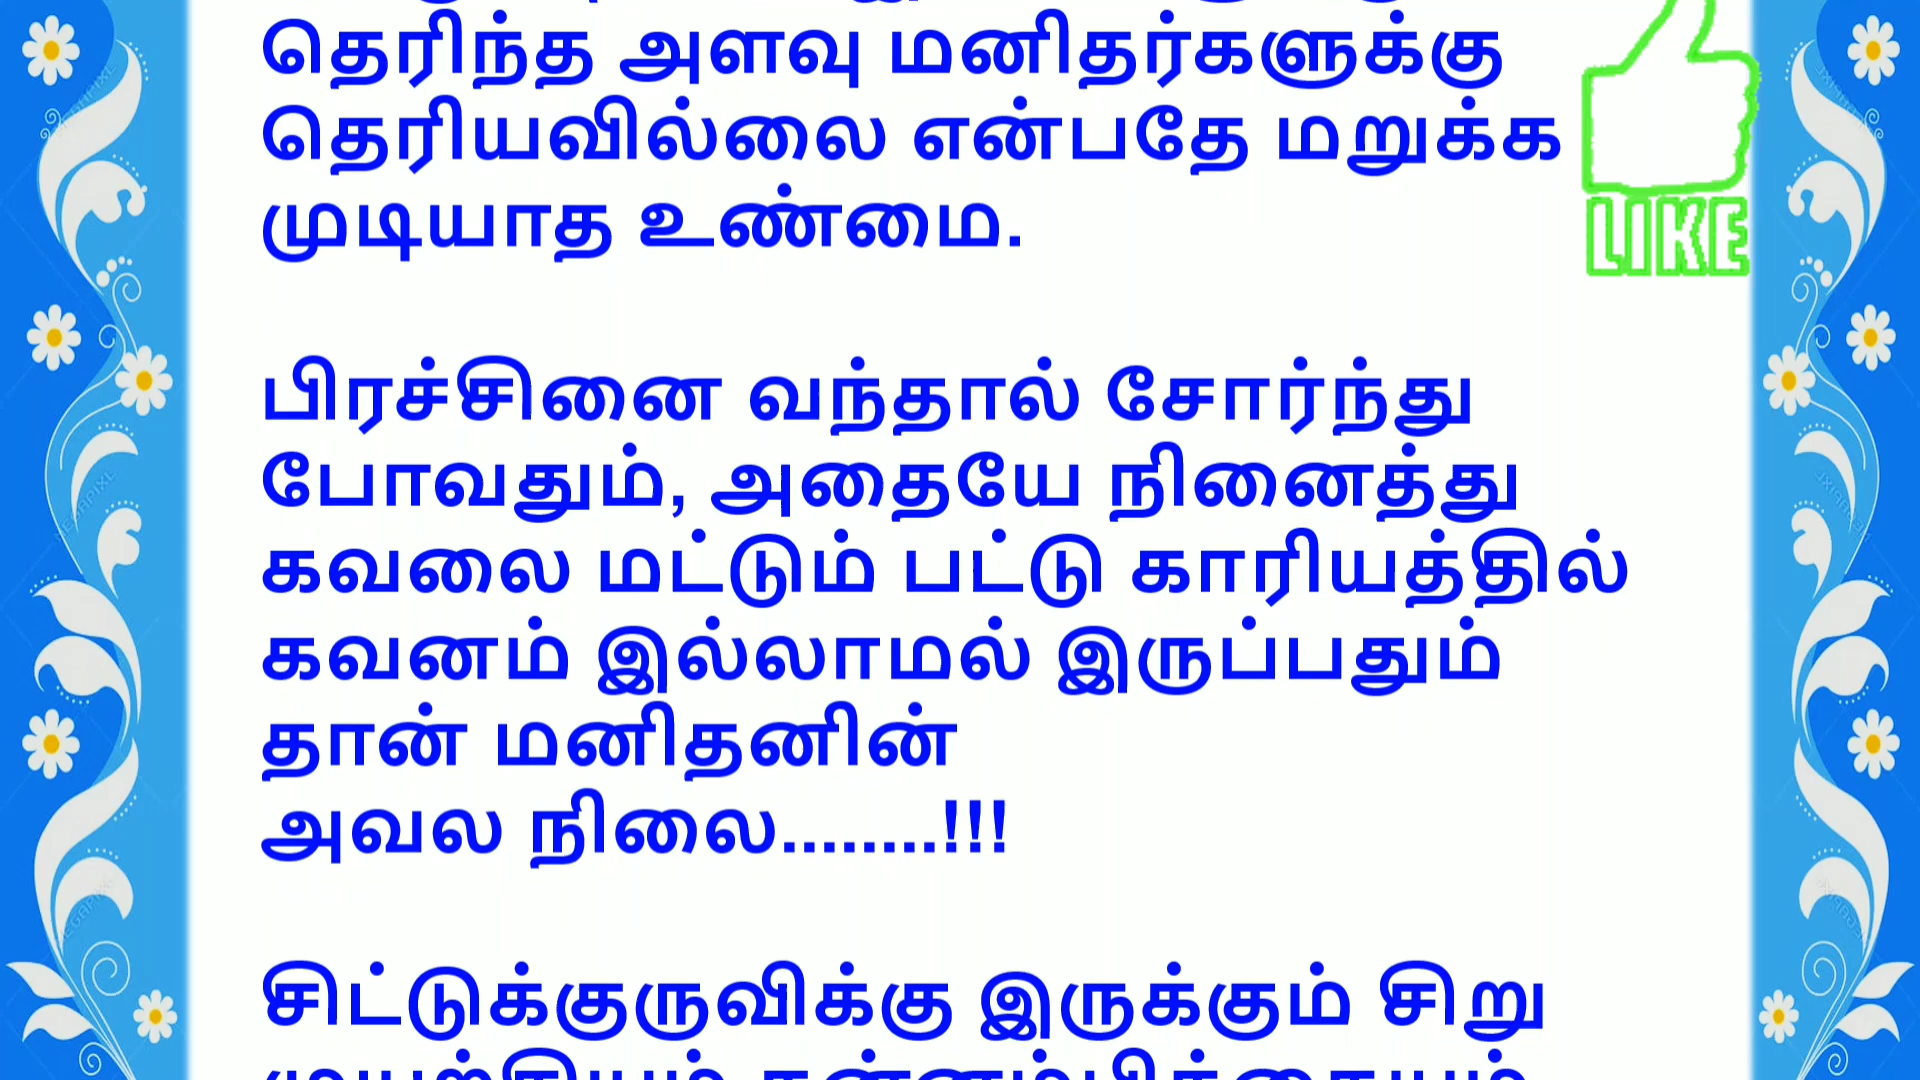 தெரிந்த அளவு மனிதர்களுக்கு
தெரியவில்லை என்பதே மறுக்க
முடியாத உண்மை.
LIKE
பிரச்சினை வந்தால் சோர்ந்து
போவதும், அதையே நினைத்து
கவலை மட்டும் பட்டு காரியத்தில்
கவனம் இல்லாமல் இருப்பதும்
தான் மனிதனின்
அவல நிலை........!!!
சிட்டுக்குருவிக்கு இருக்கும் சிறு